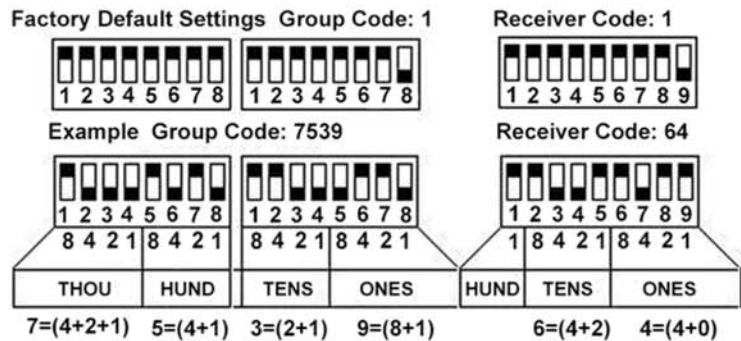 Factory Default Settings Group Code: 1 Receiver Code: 1
1 2 3 4 5 6 7 8 1 2 3 4 5 6 7 8 1 2 3 4 5 6 7 8 9
Example Group Code: 7539 Receiver Code: 64
1 2 3 4 5 6 7 8 1 2 3 4 5 6 7 8 1 2 3 4 5 6 7 8 9
8 4 2 1 8 4 2 1 8 4 2 1 8 4 2 1 1 8 4 2 1 8 4 2 1
THOU HUND TENS ONES HUND TENS ONES
7=(4+2+1) 5=(4+1) 3=(2+1) 9=(8+1) 6=(4+2) 4=(4+0)